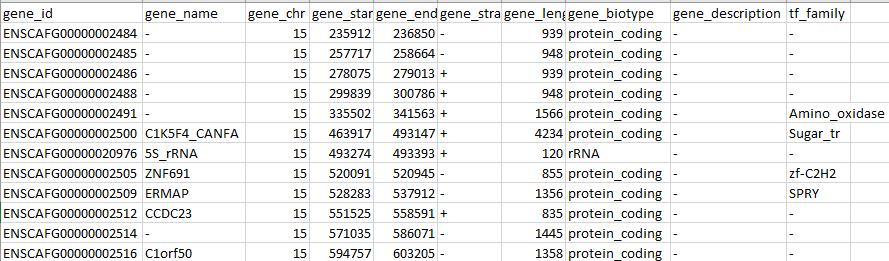 gene_id gene_name gene_chr gene_star gene_end gene_stra gene_leng gene_biotype gene_description tf_family
ENSCAFG00000002484 - 15 235912 236850 - 939 protein_coding - -
ENSCAFG00000002485 - 15 257717 258664 - 948 protein_coding - -
ENSCAFG00000002486 - 15 278075 279013 + 939 protein_coding - -
ENSCAFG00000002488 - 15 299839 300786 + 948 protein_coding - -
ENSCAFG00000002491 - 15 335502 341563 + 1566 protein_coding - Amino_oxidase
ENSCAFG00000002500 C1K5F4_CANFA 15 463917 493147 + 4234 protein_coding - Sugar_tr
ENSCAFG00000020976 5S_rRNA 15 493274 493393 + 120 rRNA - -
ENSCAFG00000002505 ZNF691 15 520091 520945 - 855 protein_coding - zf-C2H2
ENSCAFG00000002509 ERMAP 15 528283 537912 - 1356 protein_coding - SPRY
ENSCAFG00000002512 CCDC23 15 551525 558591 + 835 protein_coding - -
ENSCAFG00000002514 - 15 571035 586071 - 1445 protein_coding - -
ENSCAFG00000002516 C1orf50 15 594757 603205 - 1358 protein_coding - -